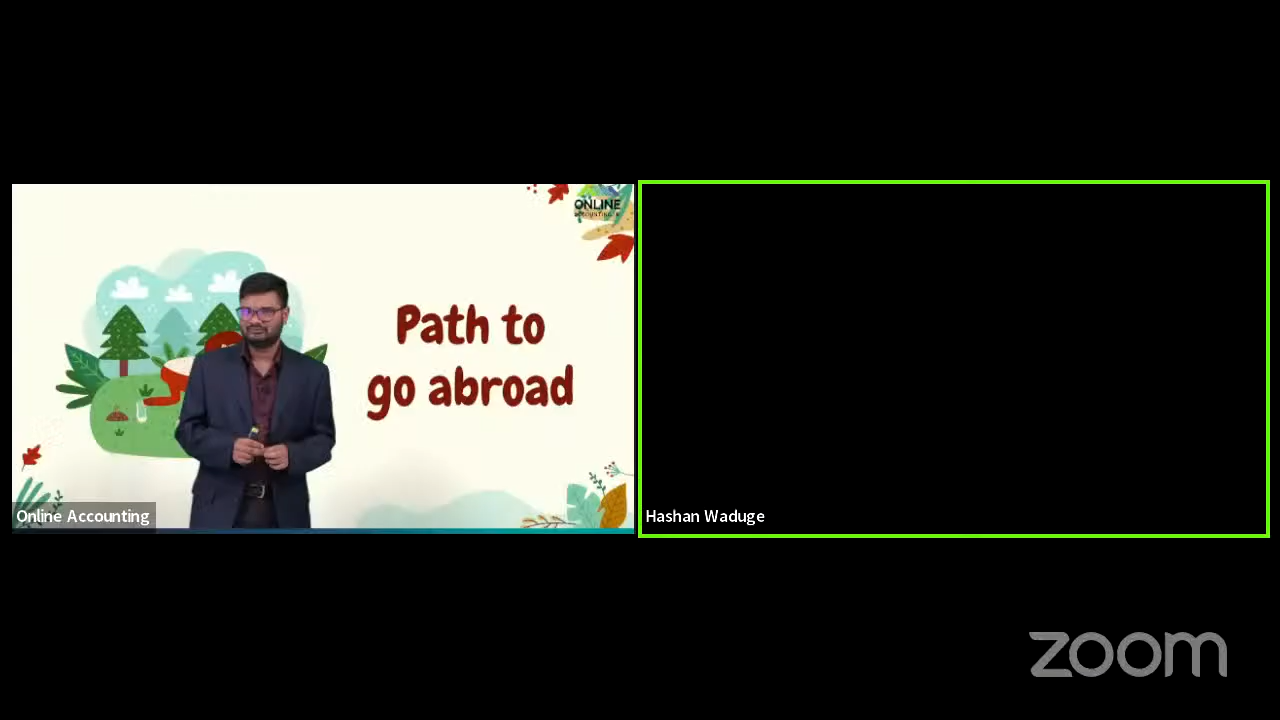 ONLINE
Path to
go abroad
Online Accounting
Hashan Waduge
zoom